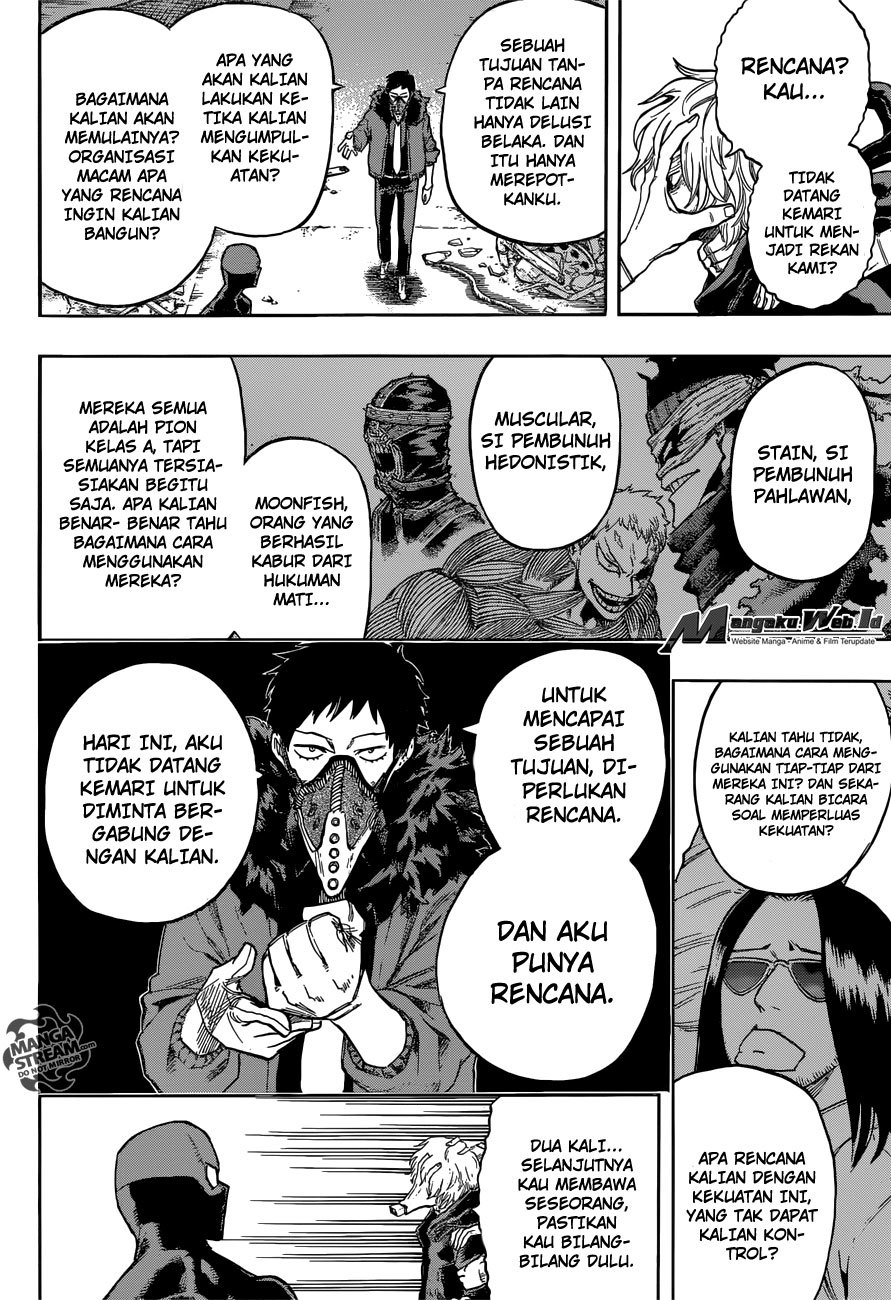 RENCANA?
KAU...
TIDAK
DATANG
KEMARI
UNTUK MEN-
JADI REKAN
KAMI?
SEBUAH
TUJUAN TAN-
PA RENCANA
TIDAK LAIN
HANYA DELUSI
BELAKA. DAN
ITU HANYA
MEREPOT-
KANKU.
APA YANG
AKAN KALIAN
LAKUKAN KE-
TIKA KALIAN
MENGUMPUL-
KAN KEKU-
ATAN?
BAGAIMANA
KALIAN AKAN
MEMULAINYA?
ORGANISASI
MACAM APA
YANG RENCANA
INGIN KALIAN
BANGUN?
STAIN, SI
PEMBUNUH
PAHLAWAN,
MUSCULAR,
SI PEMBUNUH
HEDONISTIK,
MOONFISH,
ORANG YANG
BERHASIL
KABUR DARI
HUKUMAN
MATI...
MEREKA SEMUA
ADALAH PION
KELAS A, TAPI
SEMUANYA TERSIA-
SIAKAN BEGITU
SAJA. APA KALIAN
BENAR- BENAR TAHU
BAGAIMANA CARA
MENGGUNAKAN
MEREKA?
Mangaku.Web.Id
Website Manga - Anime & Film Terupdate
KALIAN TAHU TIDAK,
BAGAIMANA CARA MENG-
GUNAKAN TIAP-TIAP DARI
MEREKA INI? DAN SEKA-
RANG KALIAN BICARA
SOAL MEMPERLUAS
KEKUATAN?
APA RENCANA
KALIAN DENGAN
KEKUATAN INI,
YANG TAK DAPAT
KALIAN KON-
TROL?
UNTUK
MENCAPAI
SEBUAH
TUJUAN, DI-
PERLUKAN
RENCANA.
DAN AKU
PUNYA
RENCANA.
HARI INI, AKU
TIDAK DATANG
KEMARI UNTUK
DIMINTA BER-
GABUNG DE-
NGAN KALIAN.
MANGA
STREAM.com
DO NOT MIRROR
DUA KALI...
SELANJUTNYA
KAU MEMBAWA
SESEORANG,
PASTIKAN
KAU BILANG-
BILANG DULU.